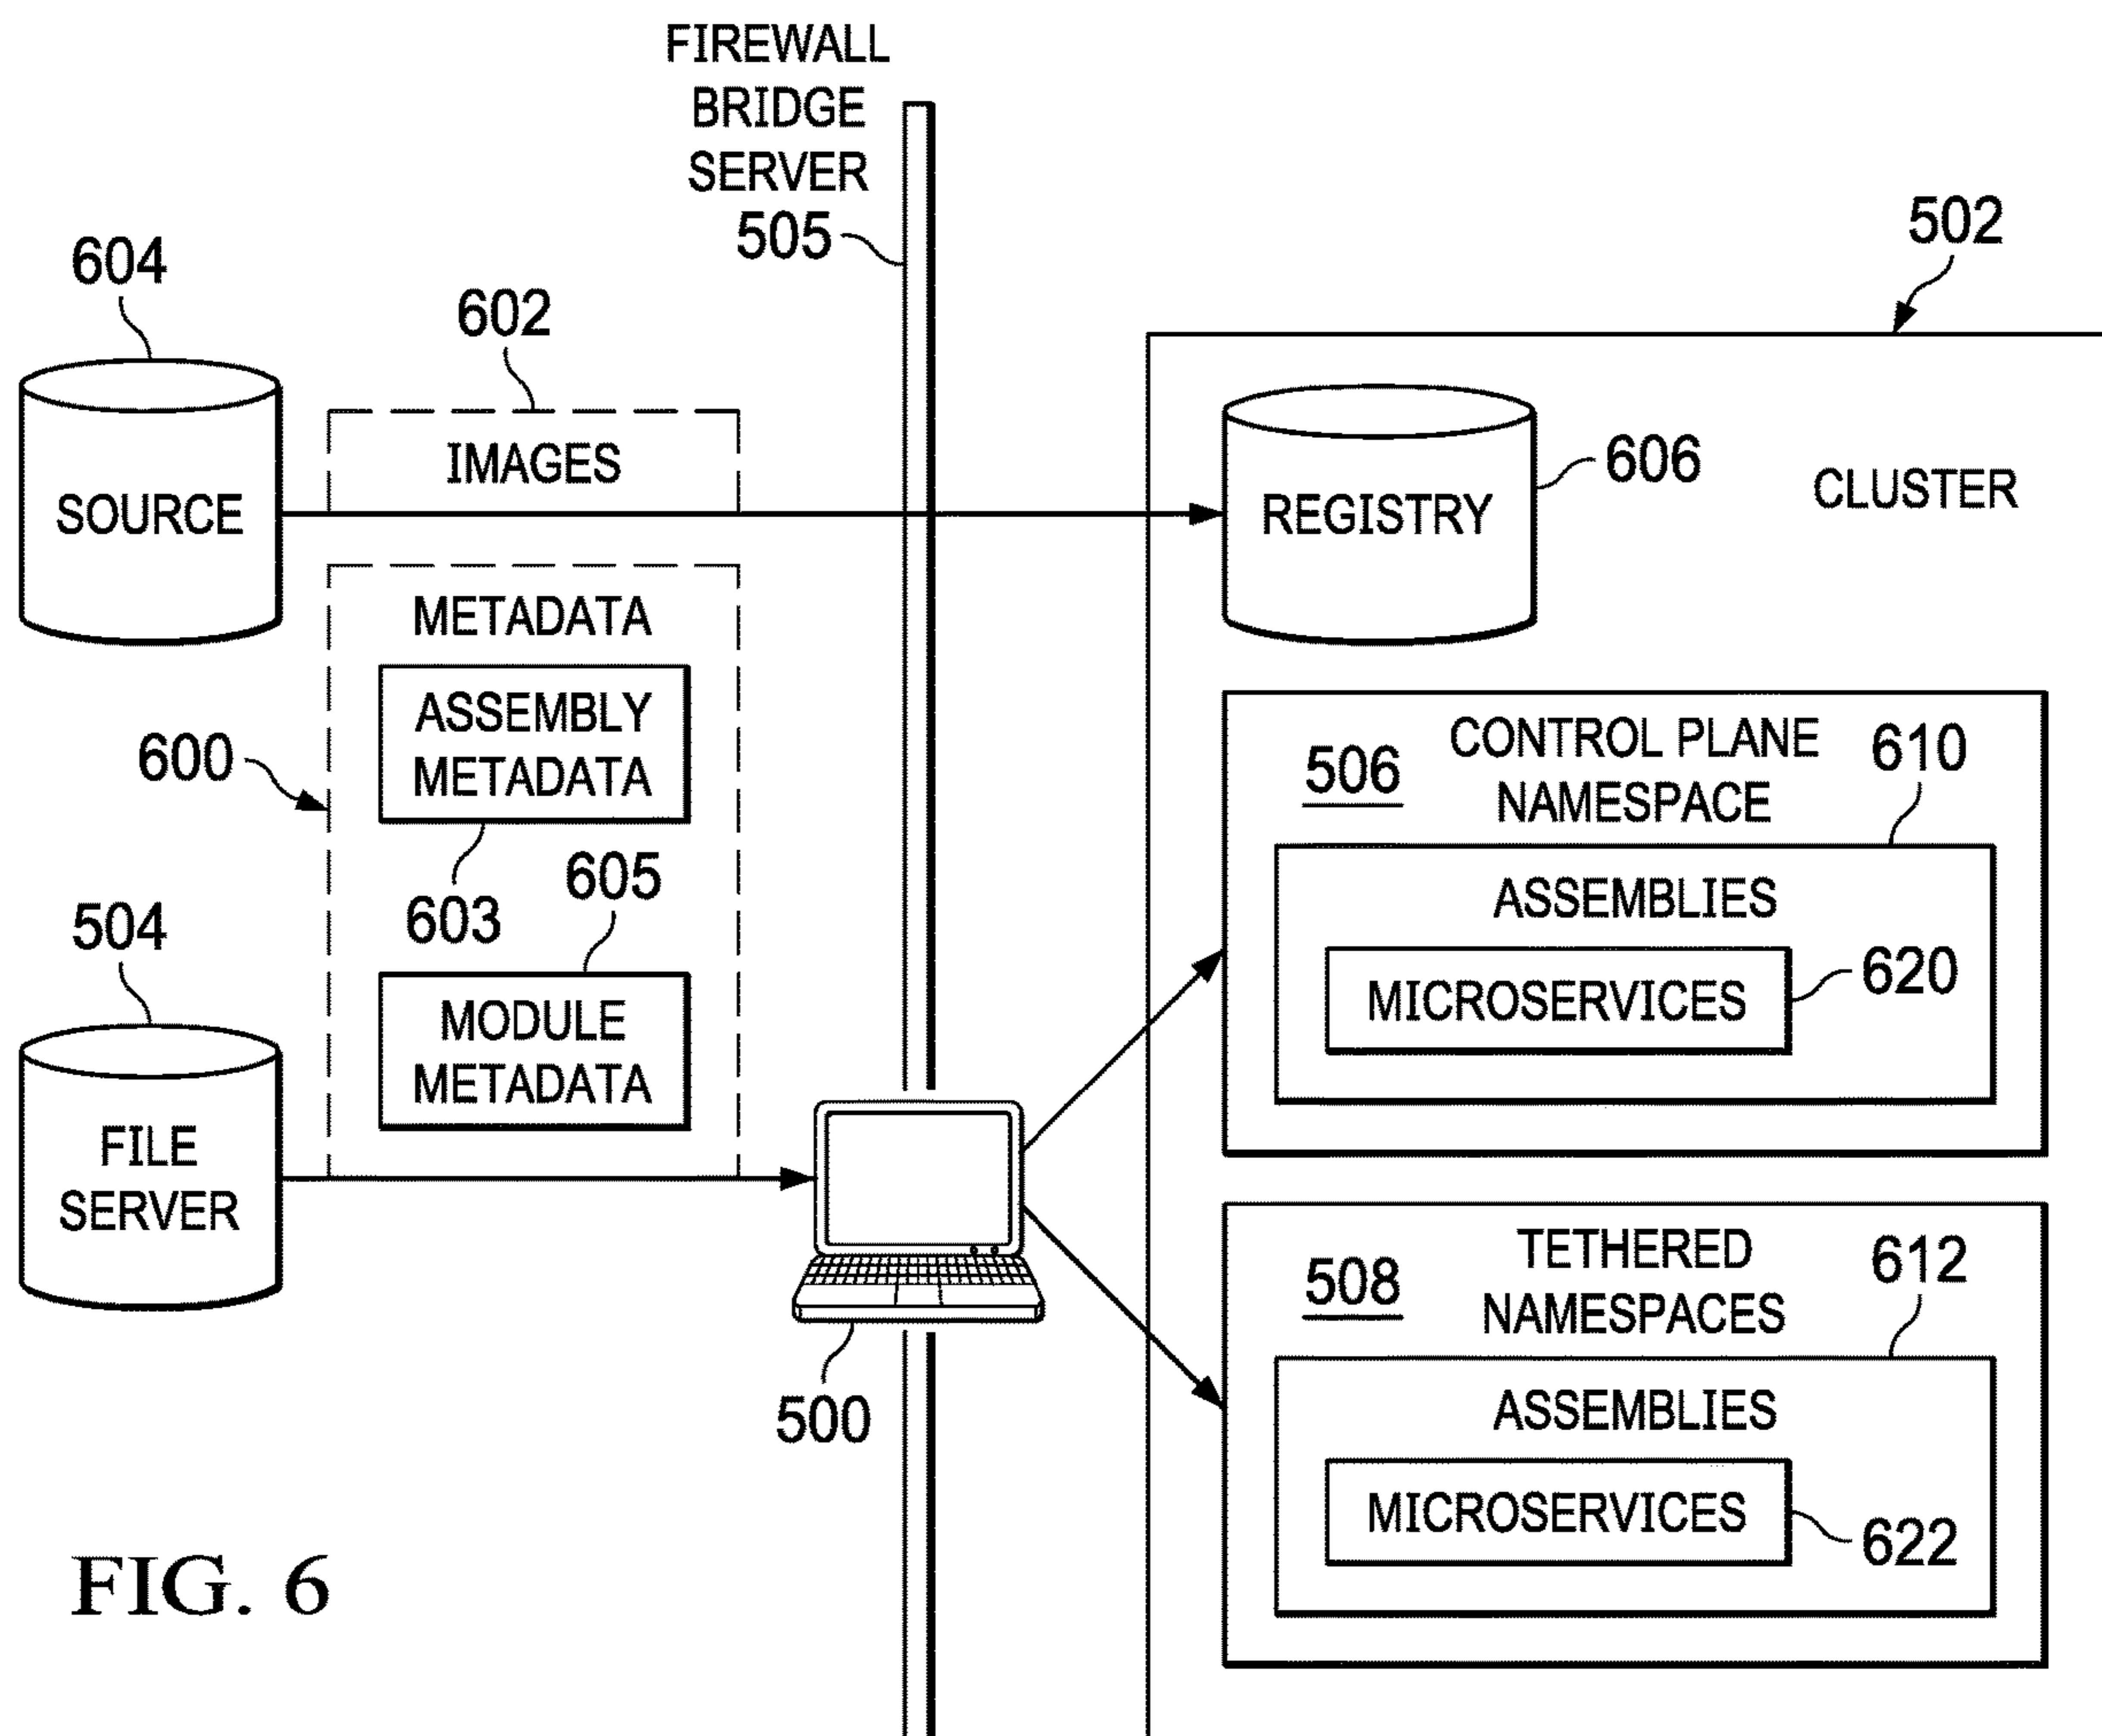 FIREWALL
BRIDGE
SERVER
505
502
604
602
SOURCE
IMAGES
REGISTRY
606
CLUSTER
METADATA
ASSEMBLY
METADATA
600
603
605
MODULE
METADATA
504
FILE
SERVER
500
506
CONTROL PLANE
NAMESPACE
610
ASSEMBLIES
MICROSERVICES
620
508
TETHERED
NAMESPACES
612
ASSEMBLIES
MICROSERVICES
622
FIG. 6